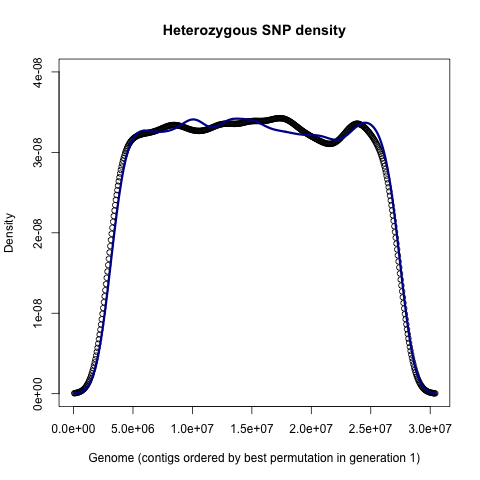 Heterozygous SNP density
Density
4e-08
3e-08
2e-08
1e-08
0e+00
0.0e+00 5.0e+06 1.0e+07 1.5e+07 2.0e+07 2.5e+07 3.0e+07
Genome (contigs ordered by best permutation in generation 1)